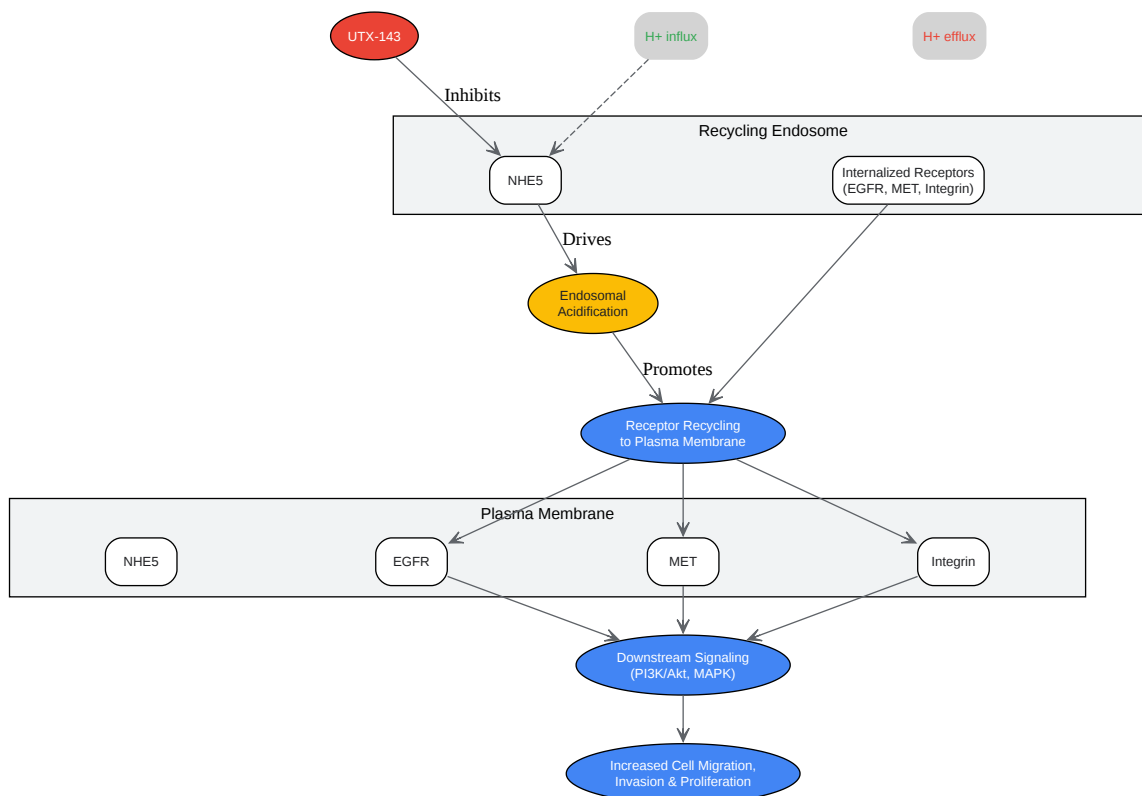 UTX-143
H+ influx
H+ efflux
Inhibits
Recycling Endosome
NHE5
Internalized Receptors
(EGFR, MET, Integrin)
Drives
Endosomal
Acidification
Promotes
Receptor Recycling
to Plasma Membrane
Plasma Membrane
NHE5
EGFR
MET
Integrin
Downstream Signaling
(PI3K/Akt, MAPK)
Increased Cell Migration,
Invasion & Proliferation